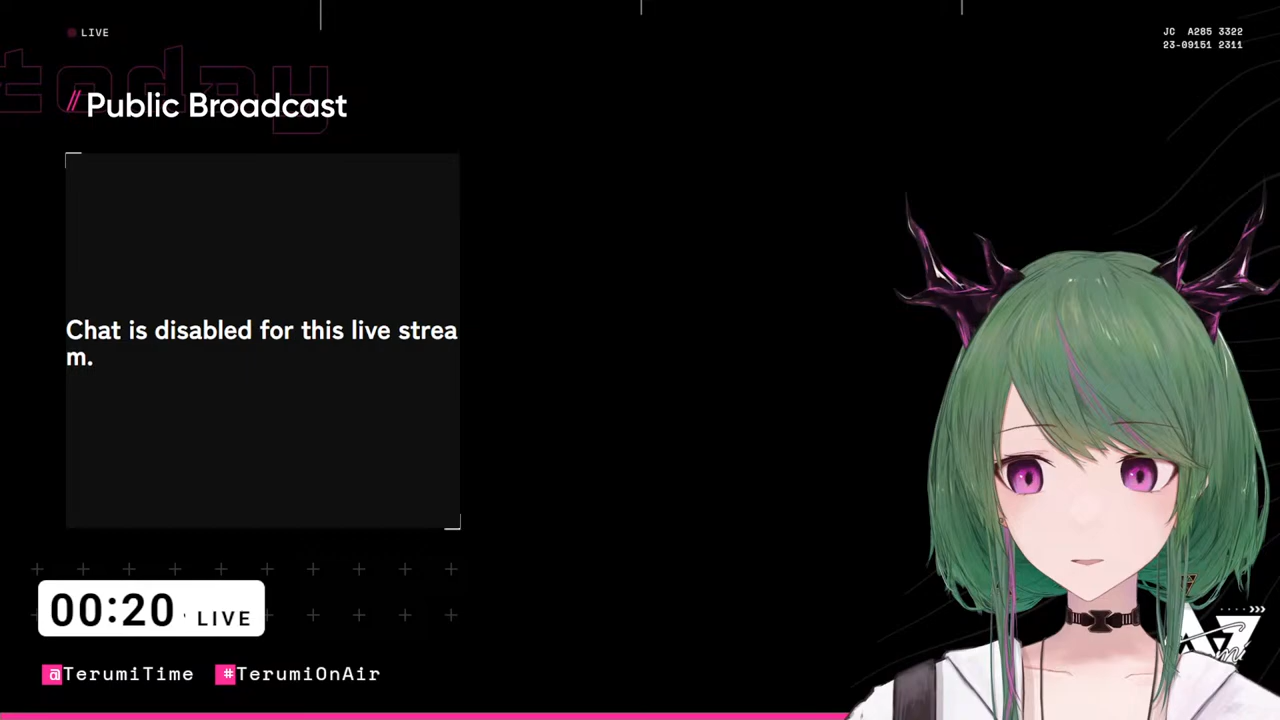 LIVE
JC A285 3322
23-09151 2311
today
//Public Broadcast
Chat is disabled for this live strea
m.
00:20 LIVE
@TerumiTime #TerumiOnAir